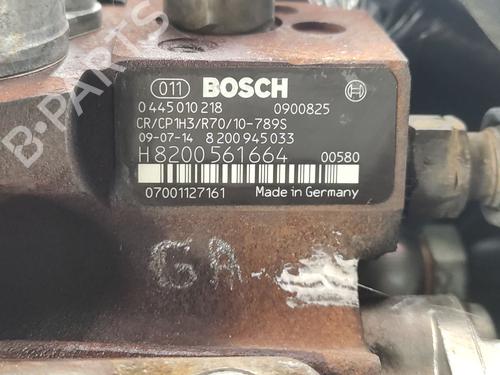 B-PARTS
011 BOSCH
0 445 010 218 0900825
CR/CP1H3/R70/10-789S
09-07-14 8 200 945 033
H 8200 561 664 00580
07001127161 Made in Germany
GA-